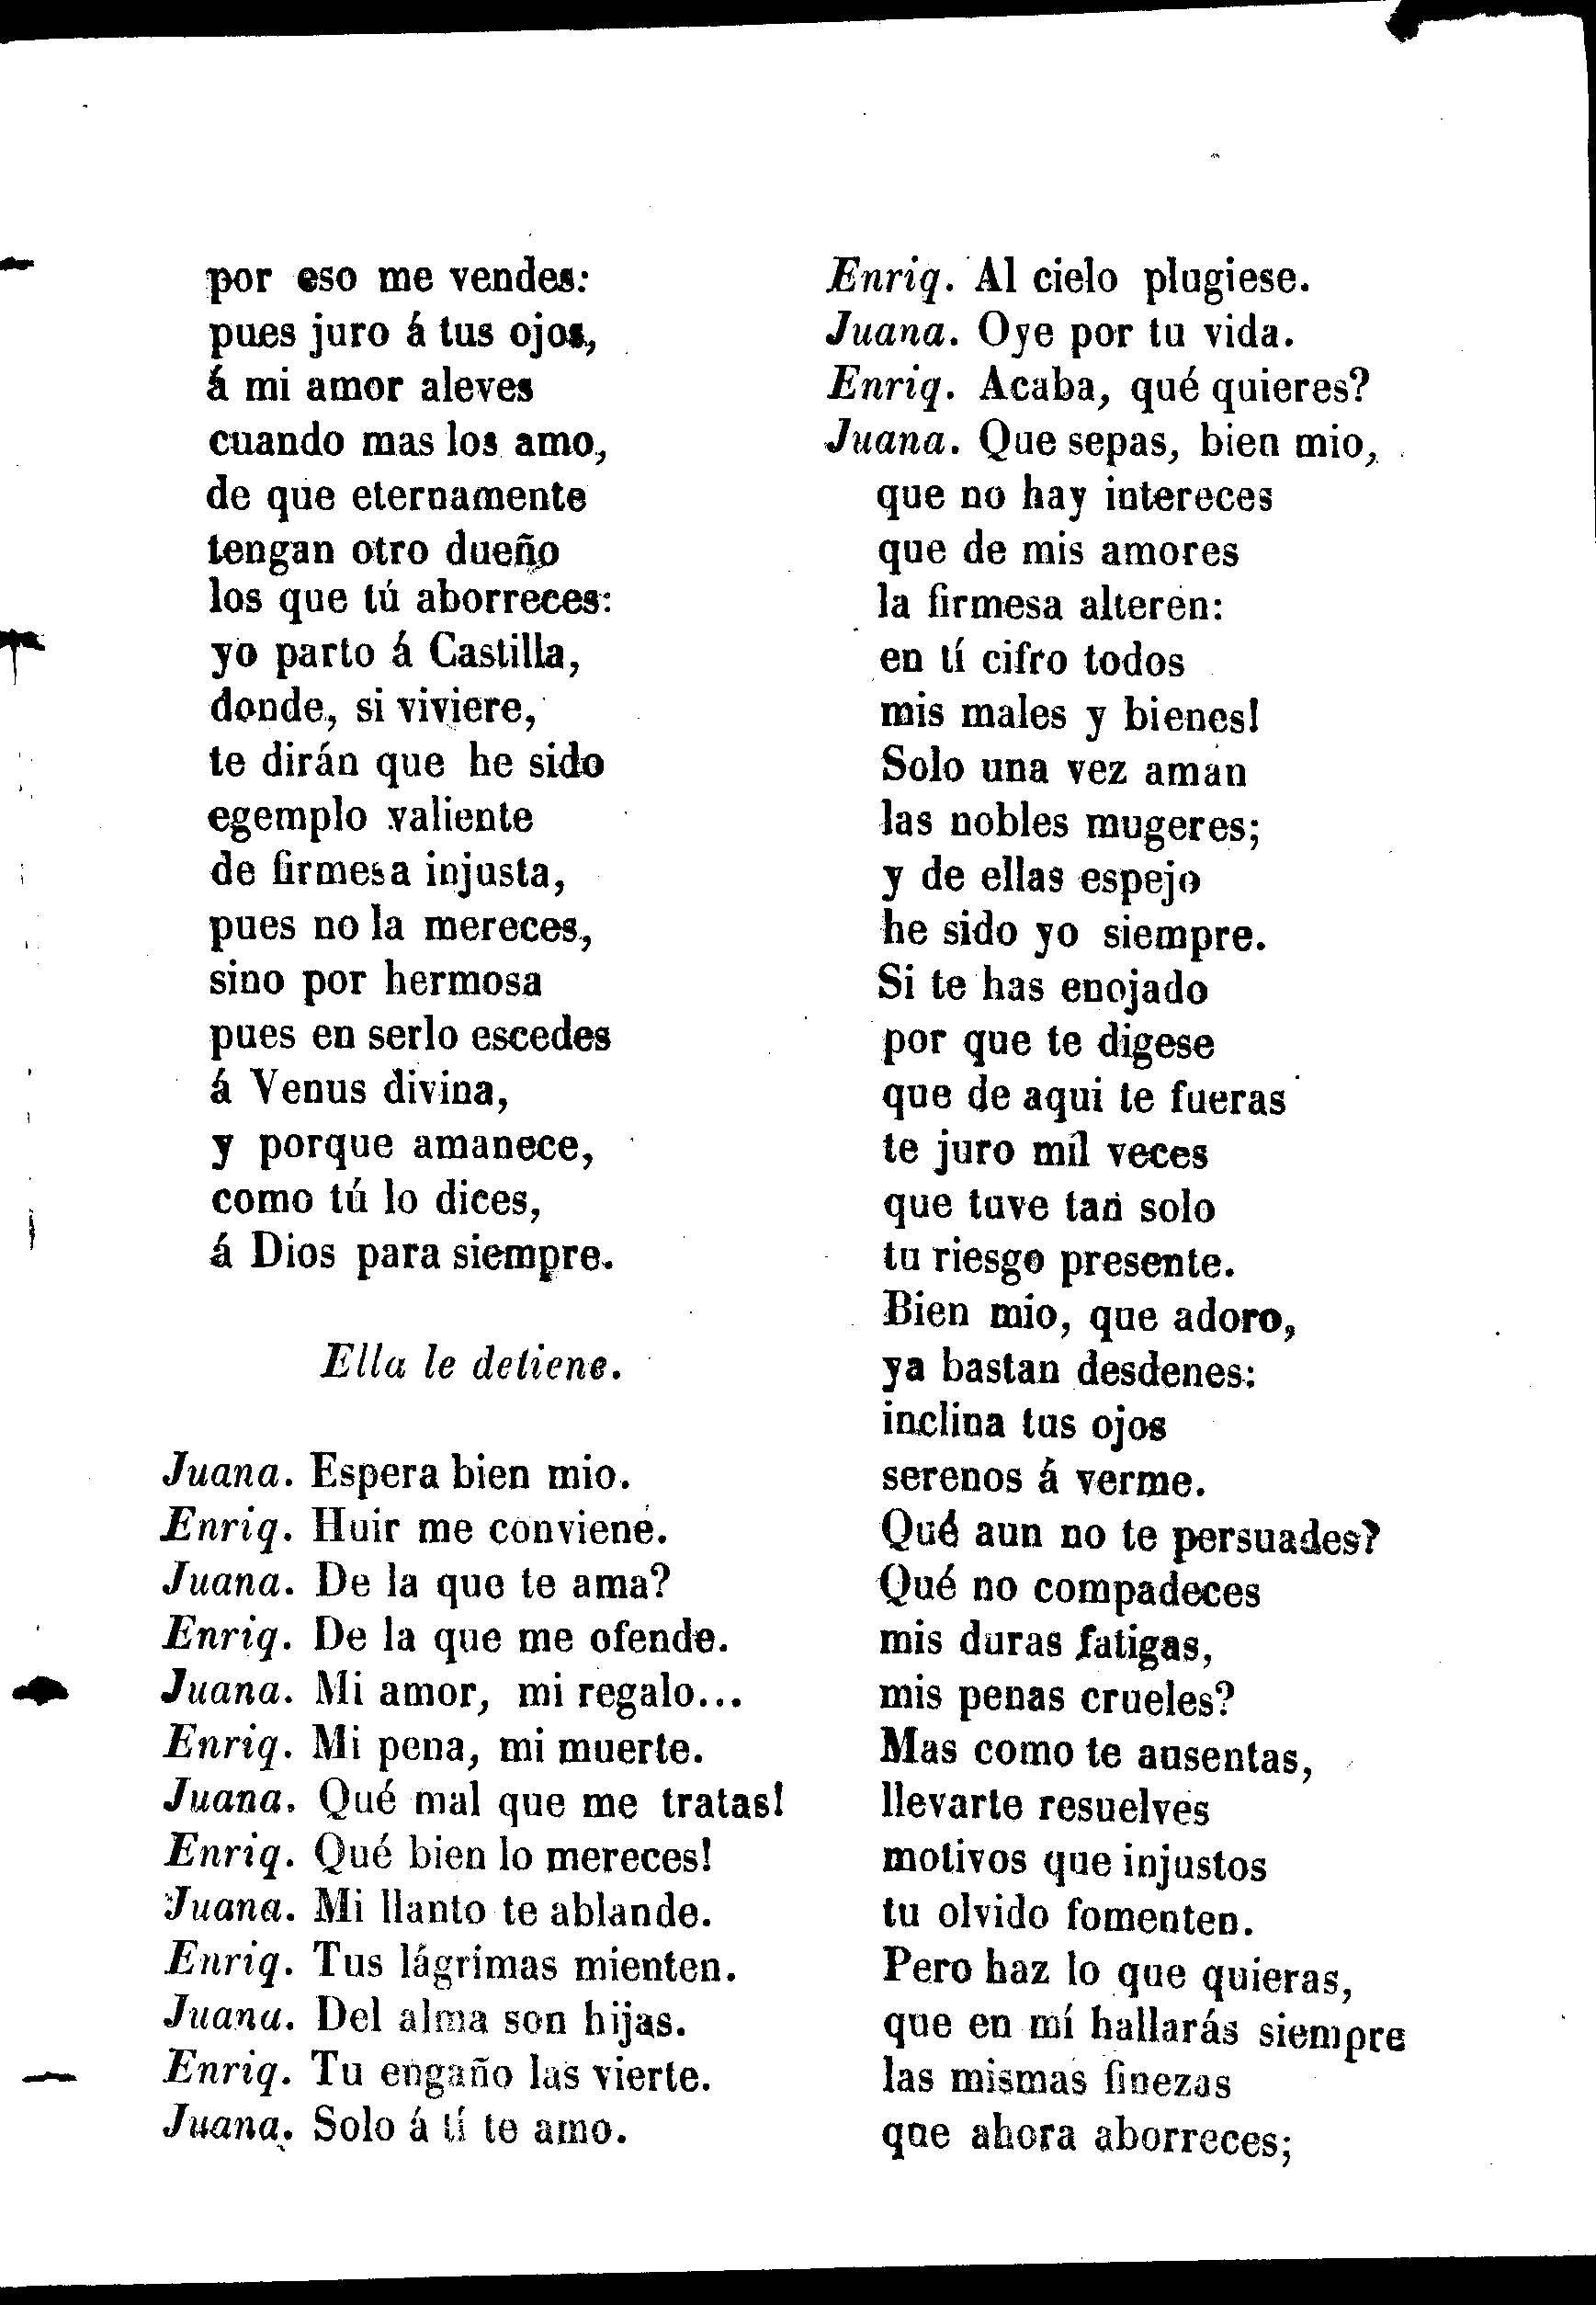 por eso me vendes:
pues juro á tus ojos,
á mi amor aleves
cuando mas los amo,
de que eternamente
tengan otro dueño
los que tú aborreces:
yo parto á Castilla,
donde, si viviere,
te dirán que he sido
egemplo valiente
de firmesa injusta,
pues no la mereces,
sino por hermosa
pues en serlo escedes
á Venus divina,
y porque amanece,
como tú lo dices,
á Dios para siempre.
Ella le detiene.
Juana. Espera bien mio.
Enriq. Huir me conviene.
Juana. De la que te ama?
Enriq. De la que me ofende.
Juana. Mi amor, mi regalo...
Enriq. Mi pena, mi muerte.
Juana. Qué mal que me tratas!
Enriq. Qué bien lo mereces!
Juana. Mi llanto te ablande.
Enriq. Tus lágrimas mienten.
Juana. Del alma son hijas.
Enriq. Tu engaño las vierte.
Juana. Solo á tí te amo.
Enriq. Al cielo plugiese.
Juana. Oye por tu vida.
Enriq. Acaba, qué quieres?
Juana. Que sepas, bien mio,
que no hay intereces
que de mis amores
la firmesa alteren:
en tí cifro todos
mis males y bienes!
Solo una vez aman
las nobles mugeres;
y de ellas espejo
he sido yo siempre.
Si te has enojado
por que te digese
que de aqui te fueras
te juro mil veces
que tuve tan solo
tu riesgo presente.
Bien mio, que adoro,
ya bastan desdenes:
inclina tus ojos
serenos á verme.
Qué aun no te persuades?
Qué no compadeces
mis duras fatigas,
mis penas crueles?
Mas como te ausentas,
llevarte resuelves
motivos que injustos
tu olvido fomenten.
Pero haz lo que quieras,
que en mí hallarás siempre
las mismas finezas
que ahora aborreces;